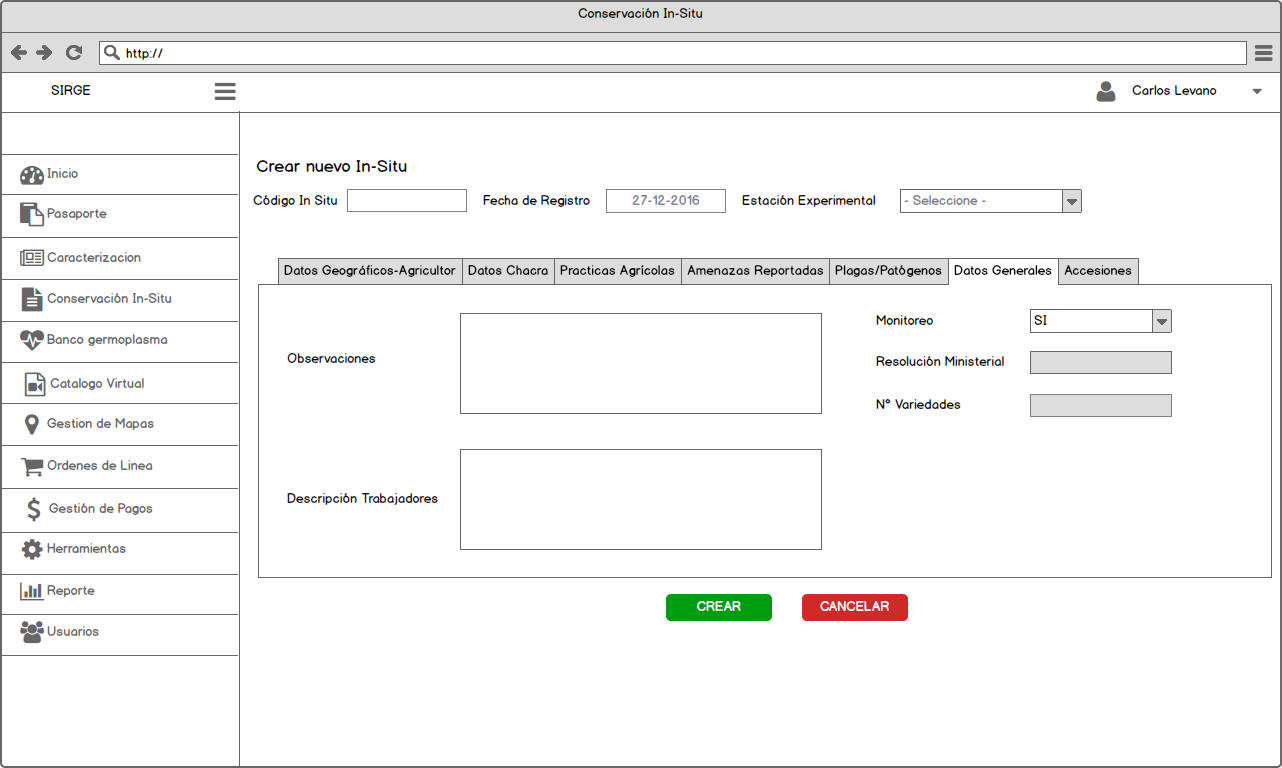 Conservación In-Situ
http://
SIRGE
Carlos Levano
Inicio
Pasaporte
Caracterizacion
Conservación In-Situ
Banco germoplasma
Catalogo Virtual
Gestion de Mapas
Ordenes de Linea
Gestión de Pagos
Herramientas
Reporte
Usuarios
Crear nuevo In-Situ
Código In Situ
Fecha de Registro 27-12-2016
Estación Experimental - Seleccione -
Datos Geográficos-Agricultor Datos Chacra Practicas Agrícolas Amenazas Reportadas Plagas/Patógenos Datos Generales Accesiones
Observaciones
Descripción Trabajadores
Monitoreo SI
Resolución Ministerial
N° Variedades
CREAR CANCELAR